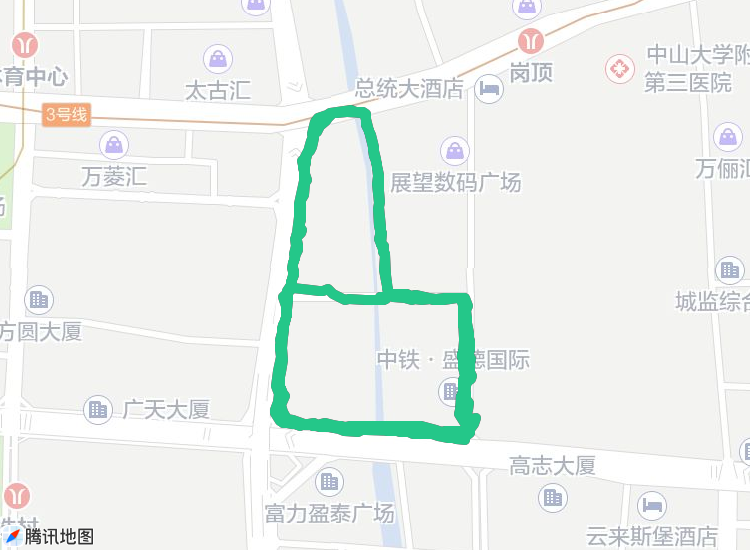 体育中心
太古汇
总统大酒店
岗顶
中山大学附
第三医院
3号线
万菱汇
展望数码广场
万俪汇
场
城监综合
方圆大厦
中铁·盛德国际
广天大厦
高志大厦
富力盈泰广场
云来斯堡酒店
腾讯地图